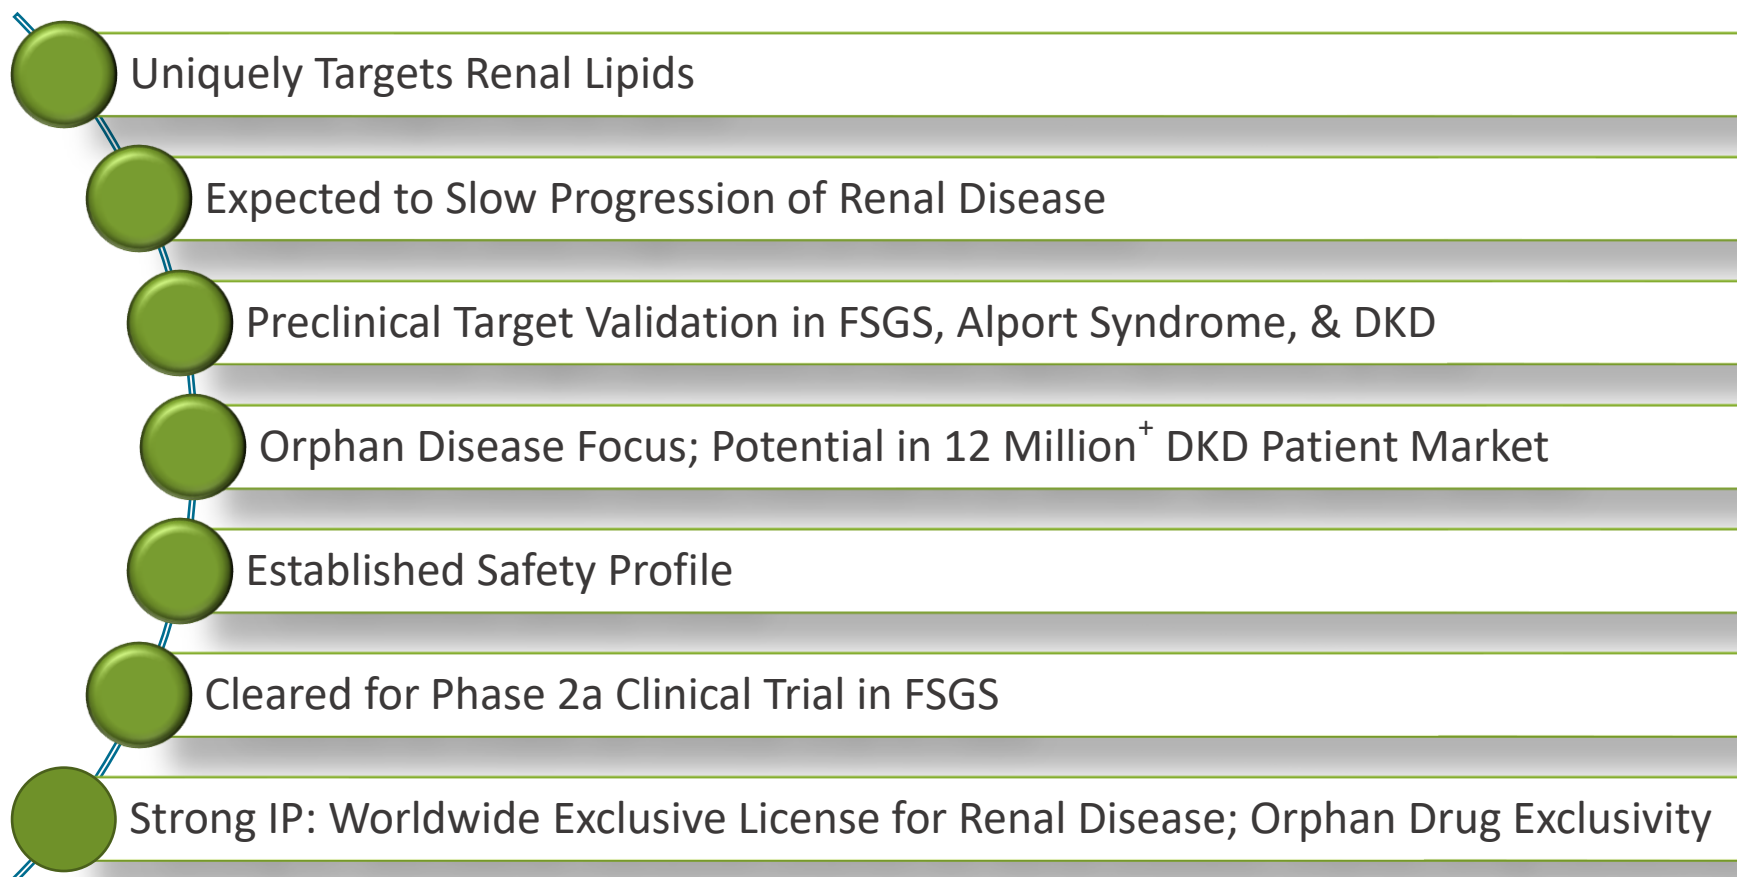 Uniquely Targets Renal Lipids
Expected to Slow Progression of Renal Disease
Preclinical Target Validation in FSGS, Alport Syndrome, & DKD
Orphan Disease Focus; Potential in 12 Million⁺ DKD Patient Market
Established Safety Profile
Cleared for Phase 2a Clinical Trial in FSGS
Strong IP: Worldwide Exclusive License for Renal Disease; Orphan Drug Exclusivity